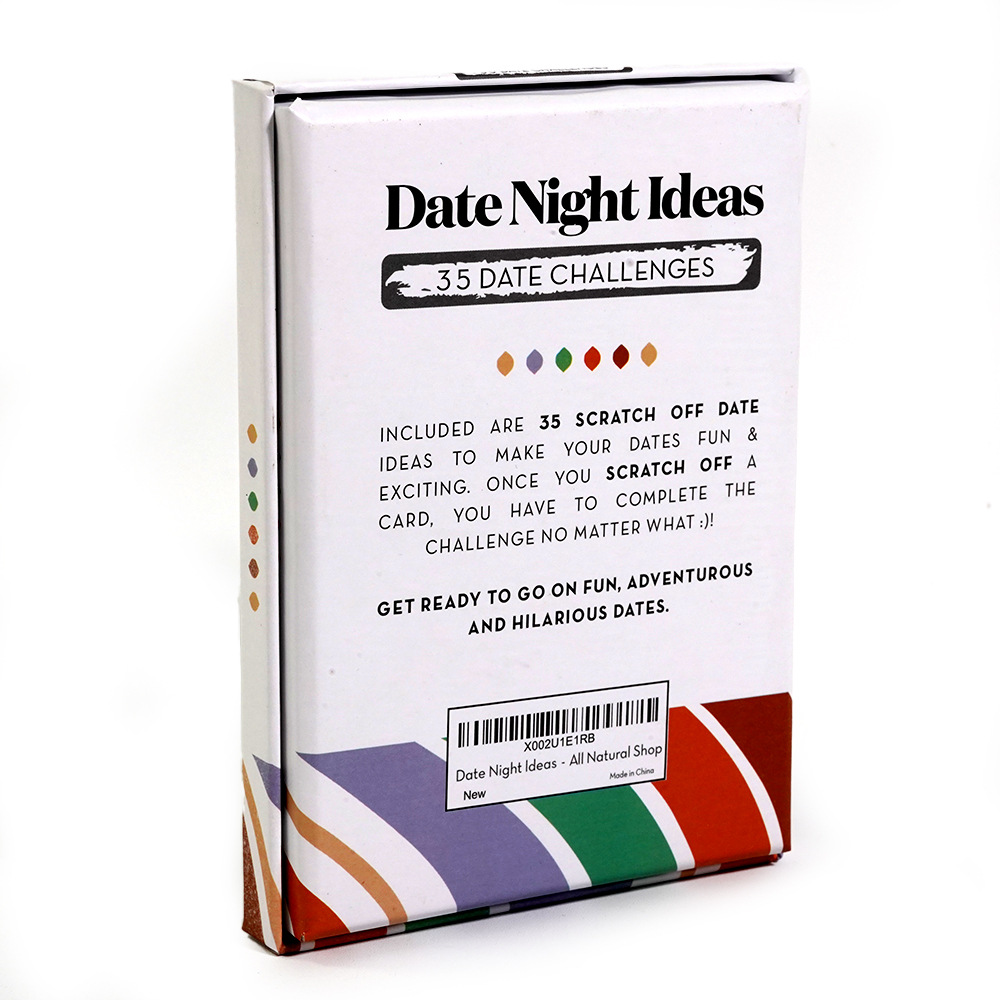 Date Night Ideas
35 DATE CHALLENGES
INCLUDED ARE 35 SCRATCH OFF DATE
IDEAS TO MAKE YOUR DATES FUN &
EXCITING. ONCE YOU SCRATCH OFF A
CARD, YOU HAVE TO COMPLETE THE
CHALLENGE NO MATTER WHAT :)!
GET READY TO GO ON FUN, ADVENTUROUS
AND HILARIOUS DATES.
X002U1E1RB
Date Night Ideas - All Natural Shop
Made in China
New